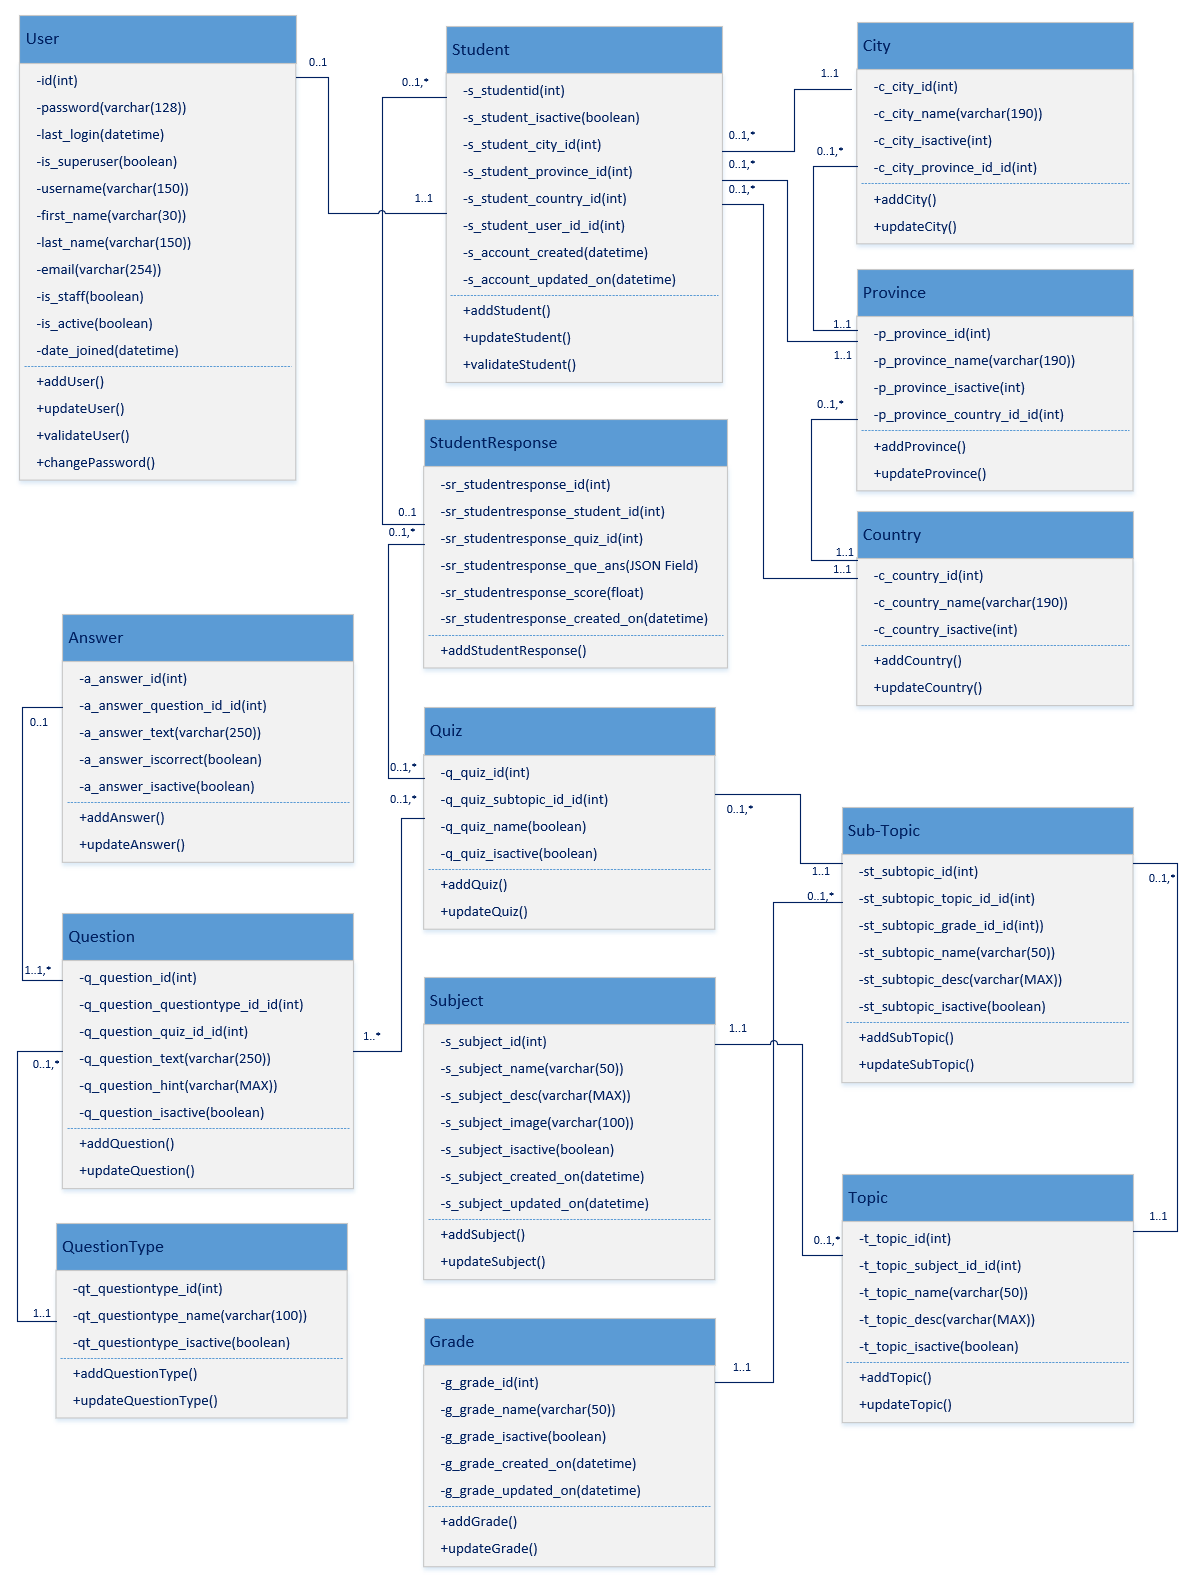 User
-id(int)
-password(varchar(128))
-last_login(datetime)
-is_superuser(boolean)
-username(varchar(150))
-first_name(varchar(30))
-last_name(varchar(150))
-email(varchar(254))
-is_staff(boolean)
-is_active(boolean)
-date_joined(datetime)
+addUser()
+updateUser()
+validateUser()
+changePassword()
0..1
1..1
0..1,*
Student
-s_studentid(int)
-s_student_isactive(boolean)
-s_student_city_id(int)
-s_student_province_id(int)
-s_student_country_id(int)
-s_student_user_id_id(int)
-s_account_created(datetime)
-s_account_updated_on(datetime)
+addStudent()
+updateStudent()
+validateStudent()
0..1,*
0..1,*
0..1,*
1..1
City
-c_city_id(int)
-c_city_name(varchar(190))
-c_city_isactive(int)
-c_city_province_id_id(int)
+addCity()
+updateCity()
0..1,*
1..1
1..1
Province
-p_province_id(int)
-p_province_name(varchar(190))
-p_province_isactive(int)
-p_province_country_id_id(int)
+addProvince()
+updateProvince()
0..1,*
1..1
1..1
Country
-c_country_id(int)
-c_country_name(varchar(190))
-c_country_isactive(int)
+addCountry()
+updateCountry()
StudentResponse
-sr_studentresponse_id(int)
-sr_studentresponse_student_id(int)
-sr_studentresponse_quiz_id(int)
-sr_studentresponse_que_ans(JSON Field)
-sr_studentresponse_score(float)
-sr_studentresponse_created_on(datetime)
+addStudentResponse()
0..1
0..1,*
Answer
-a_answer_id(int)
-a_answer_question_id_id(int)
-a_answer_text(varchar(250))
-a_answer_iscorrect(boolean)
-a_answer_isactive(boolean)
+addAnswer()
+updateAnswer()
0..1
1..1,*
Quiz
-q_quiz_id(int)
-q_quiz_subtopic_id_id(int)
-q_quiz_name(boolean)
-q_quiz_isactive(boolean)
+addQuiz()
+updateQuiz()
0..1,*
0..1,*
0..1,*
1..1
0..1,*
Sub-Topic
-st_subtopic_id(int)
-st_subtopic_topic_id_id(int)
-st_subtopic_grade_id_id(int))
-st_subtopic_name(varchar(50))
-st_subtopic_desc(varchar(MAX))
-st_subtopic_isactive(boolean)
+addSubTopic()
+updateSubTopic()
0..1,*
Question
-q_question_id(int)
-q_question_questiontype_id_id(int)
-q_question_quiz_id_id(int)
-q_question_text(varchar(250))
-q_question_hint(varchar(MAX))
-q_question_isactive(boolean)
+addQuestion()
+updateQuestion()
1..*
0..1,*
1..1
Subject
-s_subject_id(int)
-s_subject_name(varchar(50))
-s_subject_desc(varchar(MAX))
-s_subject_image(varchar(100))
-s_subject_isactive(boolean)
-s_subject_created_on(datetime)
-s_subject_updated_on(datetime)
+addSubject()
+updateSubject()
1..1
0..1,*
1..1
Topic
-t_topic_id(int)
-t_topic_subject_id_id(int)
-t_topic_name(varchar(50))
-t_topic_desc(varchar(MAX))
-t_topic_isactive(boolean)
+addTopic()
+updateTopic()
QuestionType
-qt_questiontype_id(int)
-qt_questiontype_name(varchar(100))
-qt_questiontype_isactive(boolean)
+addQuestionType()
+updateQuestionType()
Grade
-g_grade_id(int)
-g_grade_name(varchar(50))
-g_grade_isactive(boolean)
-g_grade_created_on(datetime)
-g_grade_updated_on(datetime)
+addGrade()
+updateGrade()
1..1